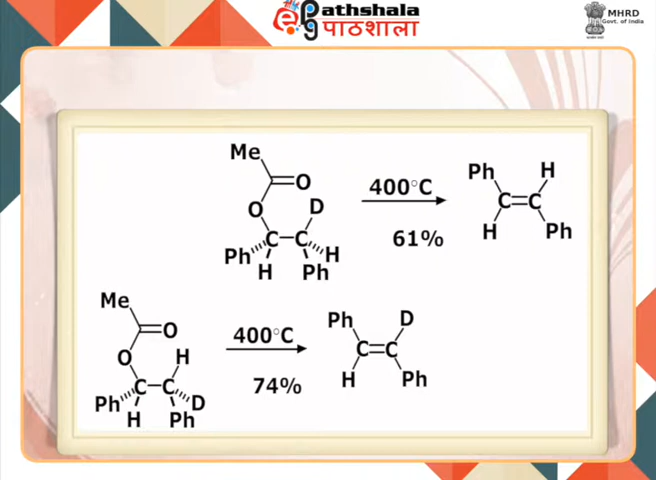 ePathshala
पाठशाला
MHRD
Govt. of India
Me
O
O
D
C
C
Ph
H
H
Ph
400°C
61%
Ph
H
C=C
H
Ph
Me
O
O
H
C
C
Ph
D
H
Ph
400°C
74%
Ph
D
C=C
H
Ph